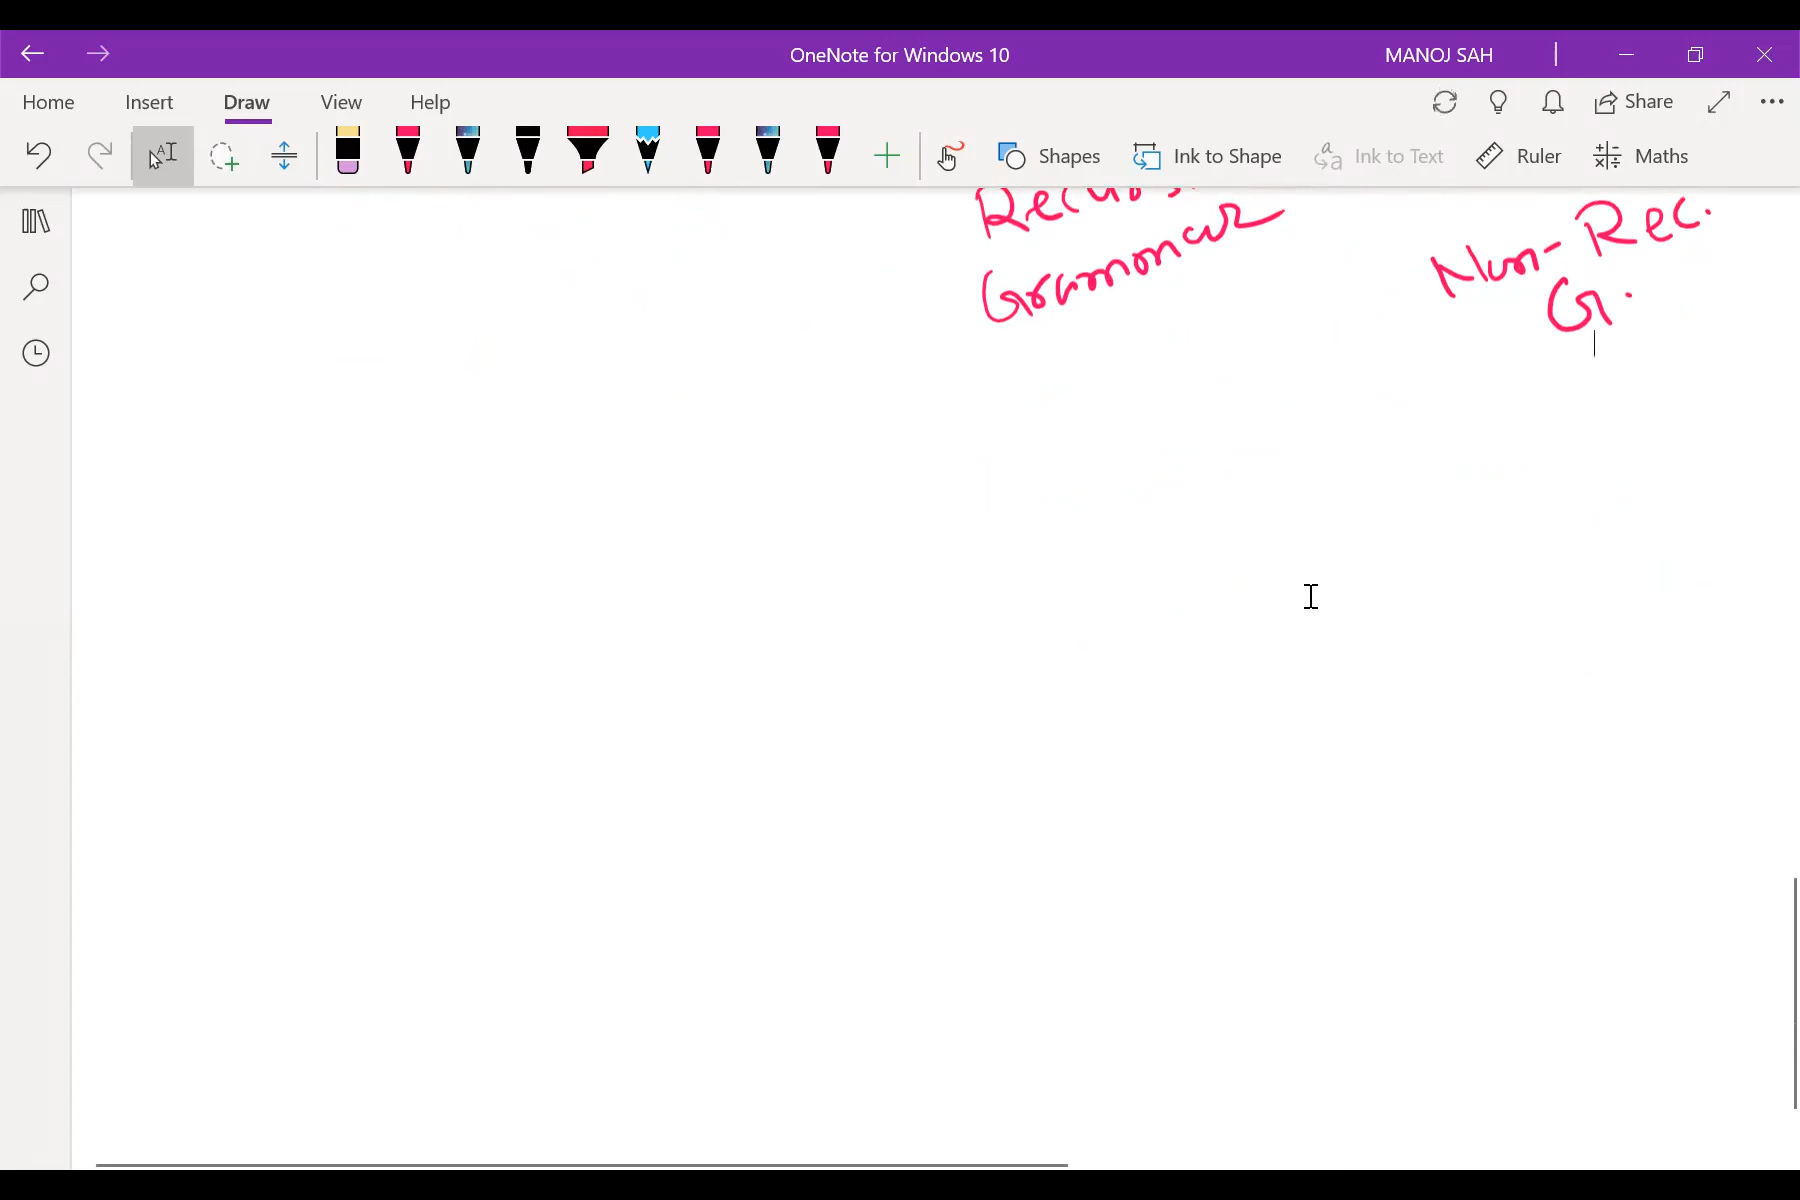 OneNote for Windows 10
MANOJ SAH
Home Insert Draw View Help
Share
Shapes Ink to Shape Ink to Text Ruler Maths
Grammar
Non-Rec.
G.